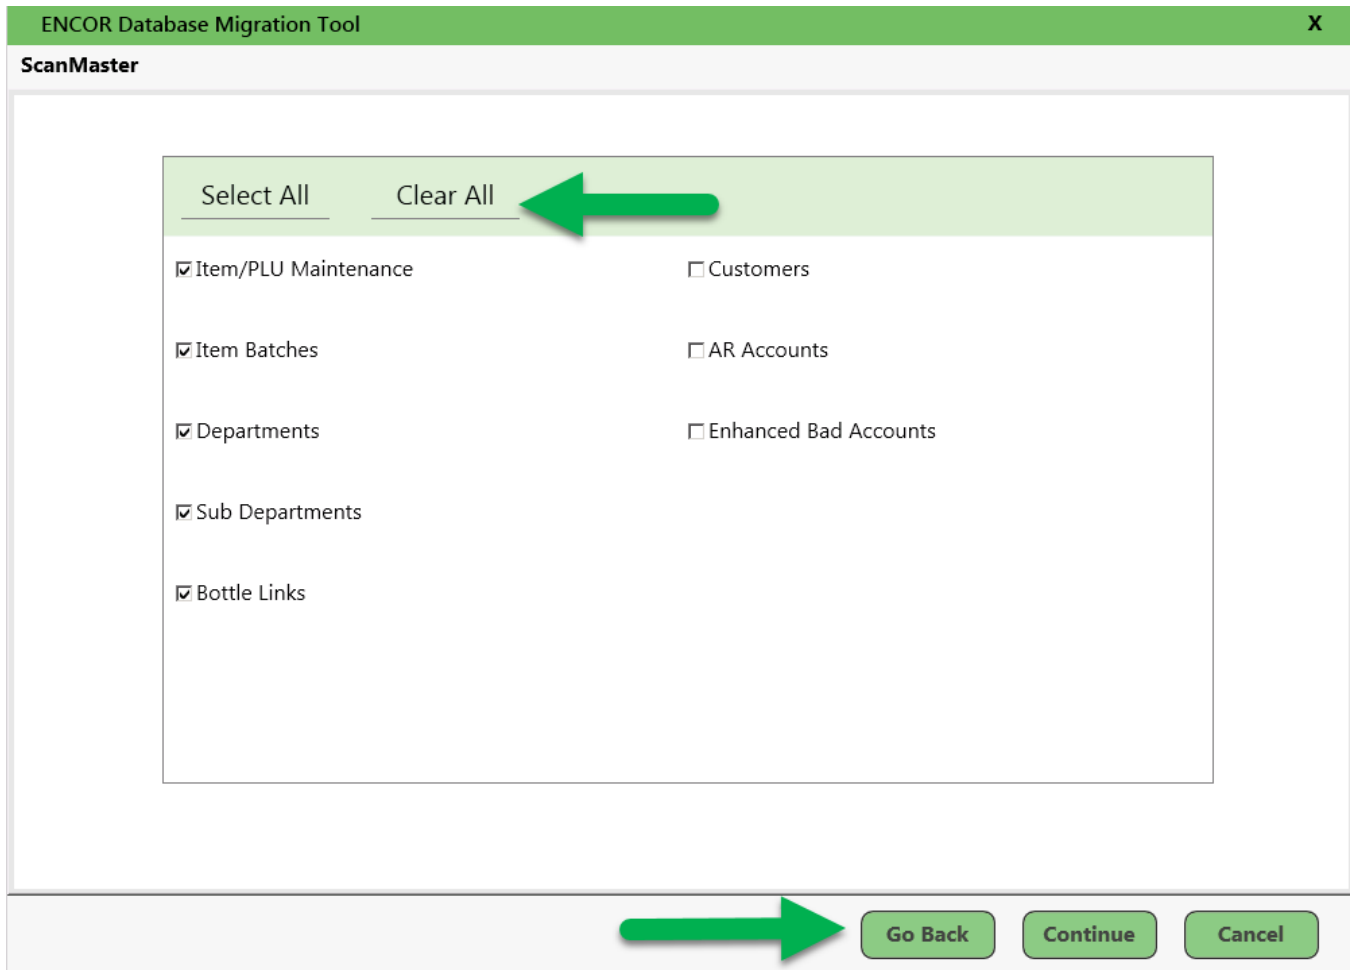 ENCOR Database Migration Tool X
ScanMaster
Select All Clear All
Item/PLU Maintenance Customers
Item Batches AR Accounts
Departments Enhanced Bad Accounts
Sub Departments
Bottle Links
Go Back Continue Cancel